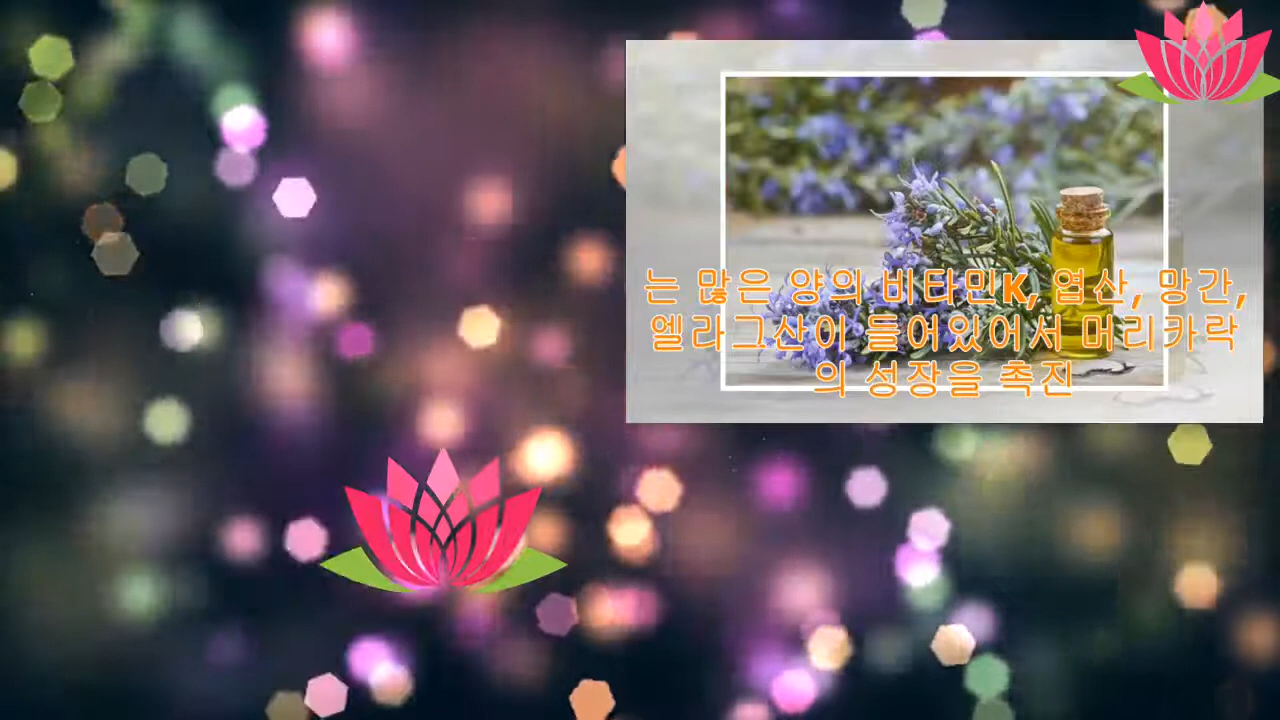 는 많은 양의 비타민K, 엽산, 망간,
엘라그산이 들어있어서 머리카락
의 성장을 촉진